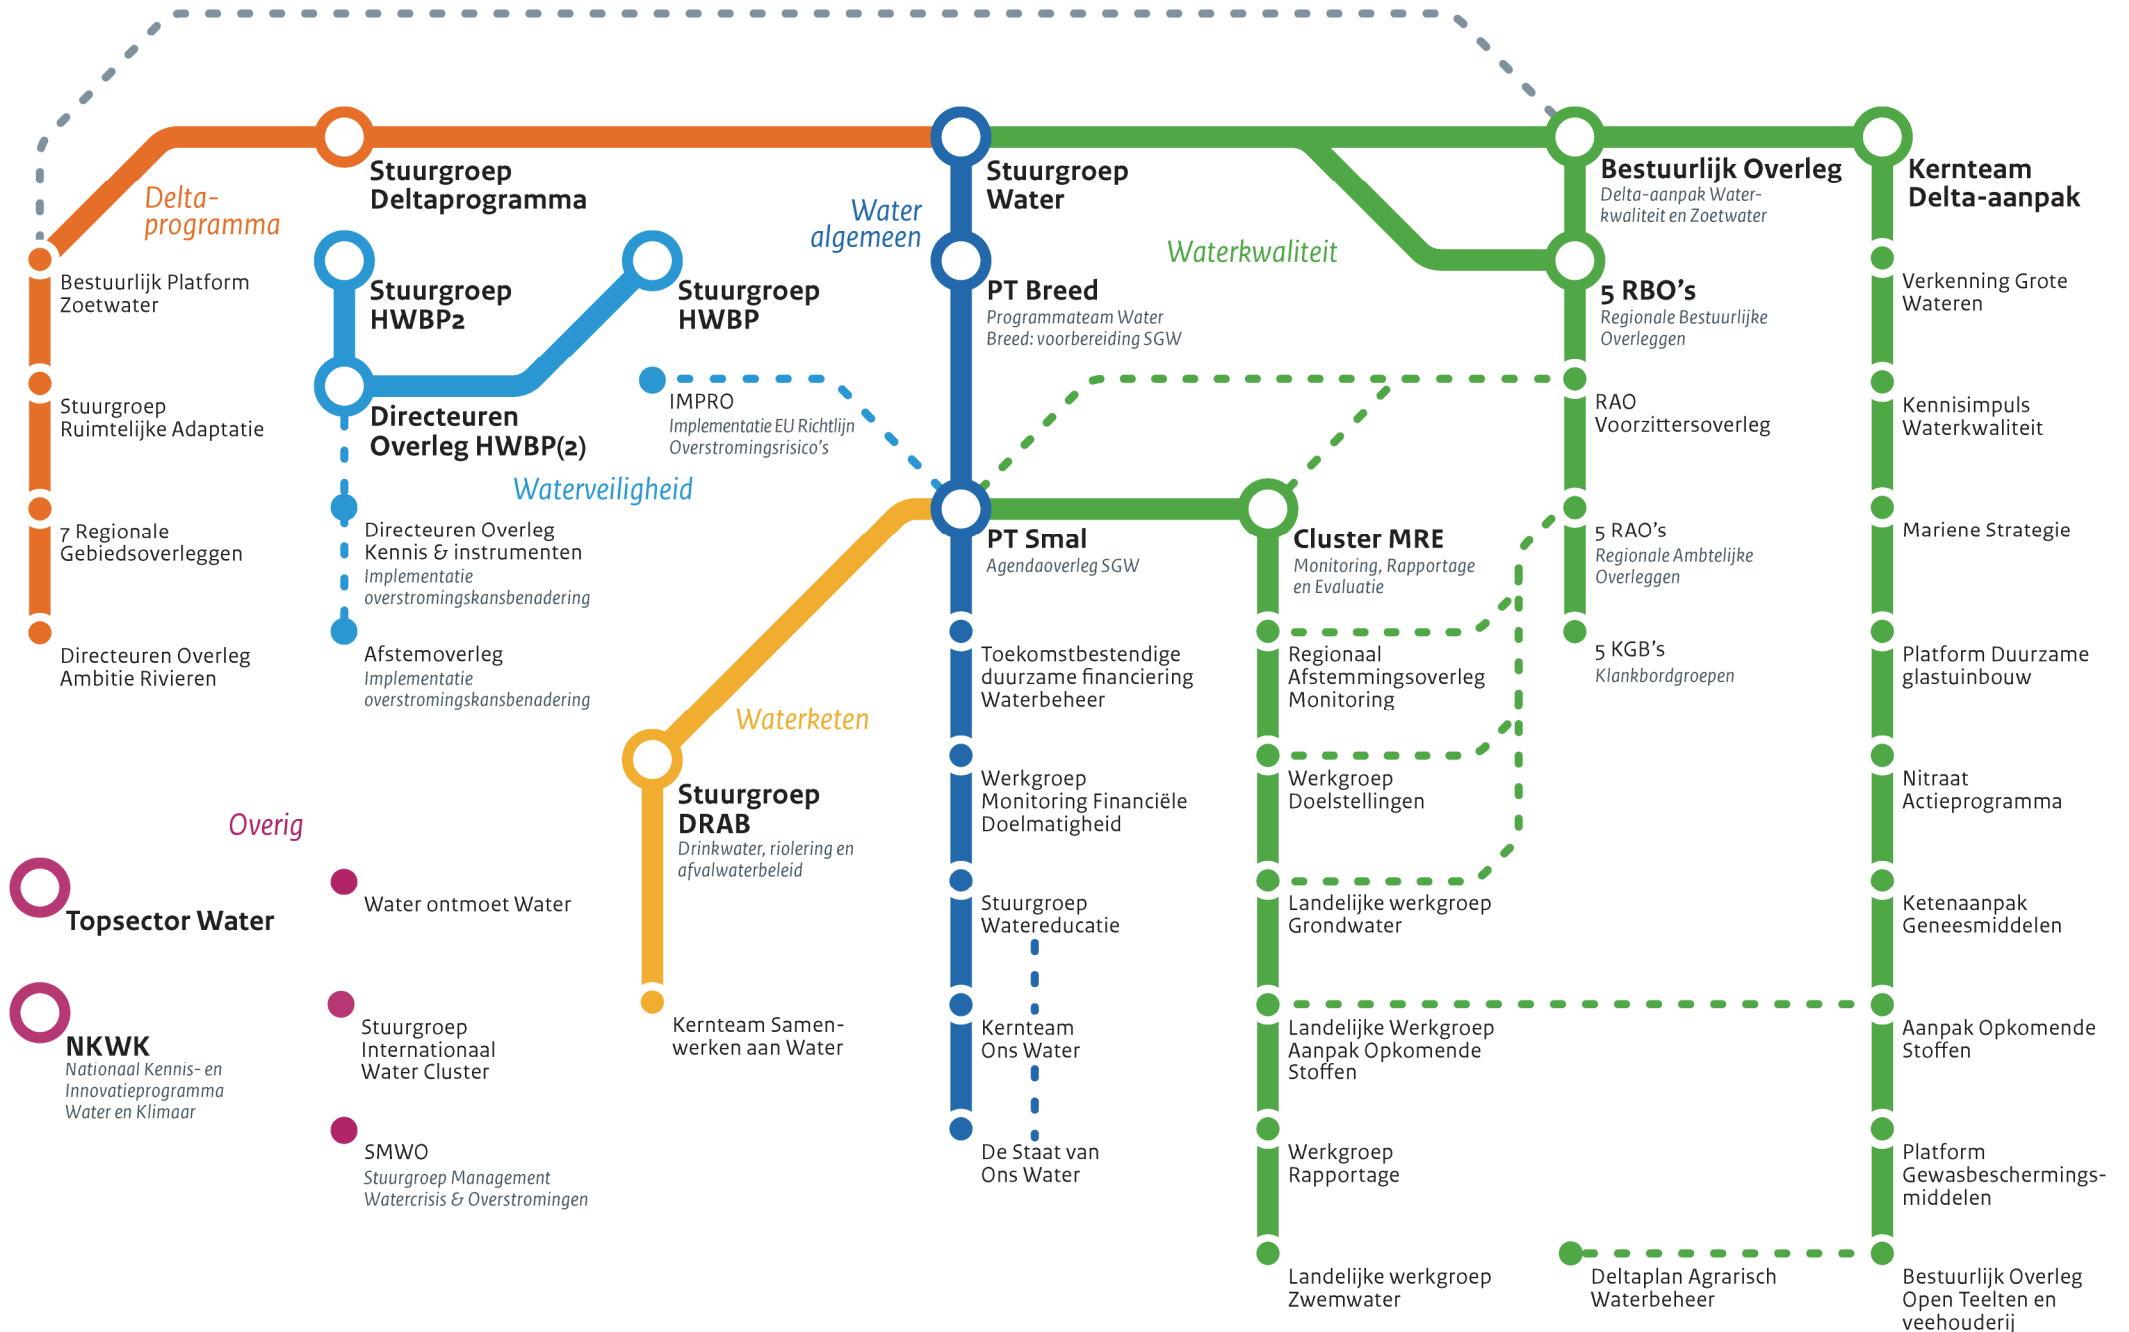 Delta-
programma
Stuurgroep
Deltaprogramma
Bestuurlijk Platform
Zoetwater
Stuurgroep
Ruimtelijke Adaptatie
7 Regionale
Gebiedsoverleggen
Directeuren Overleg
Ambitie Rivieren
Stuurgroep
HWBP2
Stuurgroep
HWBP
Directeuren
Overleg HWBP(2)
IMPRO
Implementatie EU Richtlijn
Overstromingsrisico's
Waterveiligheid
Directeuren Overleg
Kennis & instrumenten
Implementatie
overstromingskansbenadering
Afstemoverleg
Implementatie
overstromingskansbenadering
Water
algemeen
Stuurgroep
Water
PT Breed
Programmateam Water
Breed: voorbereiding SGW
PT Smal
Agendaoverleg SGW
Toekomstbestendige
duurzame financiering
Waterbeheer
Werkgroep
Monitoring Financiële
Doelmatigheid
Stuurgroep
Watereducatie
Kernteam
Ons Water
De Staat van
Ons Water
Waterketen
Stuurgroep
DRAB
Drinkwater, riolering en
afvalwaterbeleid
Kernteam Samen-
werken aan Water
Overig
Topsector Water
NKWK
Nationaal Kennis- en
Innovatieprogramma
Water en Klimaar
Water ontmoet Water
Stuurgroep
Internationaal
Water Cluster
SMWO
Stuurgroep Management
Watercrisis & Overstromingen
Waterkwaliteit
Cluster MRE
Monitoring, Rapportage
en Evaluatie
Regionaal
Afstemmingsoverleg
Monitoring
Werkgroep
Doelstellingen
Landelijke werkgroep
Grondwater
Landelijke Werkgroep
Aanpak Opkomende
Stoffen
Werkgroep
Rapportage
Landelijke werkgroep
Zwemwater
Bestuurlijk Overleg
Delta-aanpak Water-
kwaliteit en Zoetwater
5 RBO's
Regionale Bestuurlijke
Overleggen
RAO
Voorzittersoverleg
5 RAO's
Regionale Ambtelijke
Overleggen
5 KGB's
Klankbordgroepen
Deltaplan Agrarisch
Waterbeheer
Kernteam
Delta-aanpak
Verkenning Grote
Wateren
Kennisimpuls
Waterkwaliteit
Mariene Strategie
Platform Duurzame
glastuinbouw
Nitraat
Actieprogramma
Ketenaanpak
Geneesmiddelen
Aanpak Opkomende
Stoffen
Platform
Gewasbeschermings-
middelen
Bestuurlijk Overleg
Open Teelten en
veehouderij